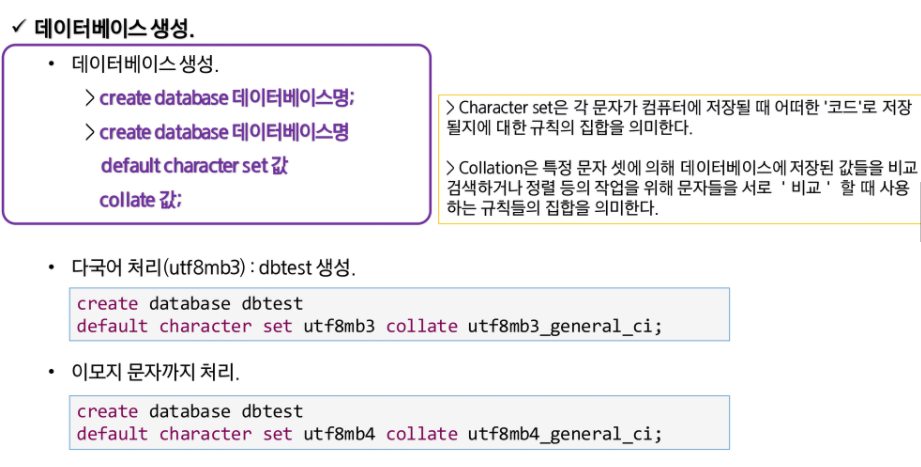 ✓ 데이터베이스 생성.
• 데이터베이스 생성.
> create database 데이터베이스명;
> create database 데이터베이스명
default character set 값
collate 값;
> Character set은 각 문자가 컴퓨터에 저장될 때 어떠한 '코드'로 저장
될지에 대한 규칙의 집합을 의미한다.
> Collation은 특정 문자 셋에 의해 데이터베이스에 저장된 값들을 비교
검색하거나 정렬 등의 작업을 위해 문자들을 서로 ' 비교 ' 할 때 사용
하는 규칙들의 집합을 의미한다.
• 다국어 처리(utf8mb3) : dbtest 생성.
create database dbtest
default character set utf8mb3 collate utf8mb3_general_ci;
• 이모지 문자까지 처리.
create database dbtest
default character set utf8mb4 collate utf8mb4_general_ci;